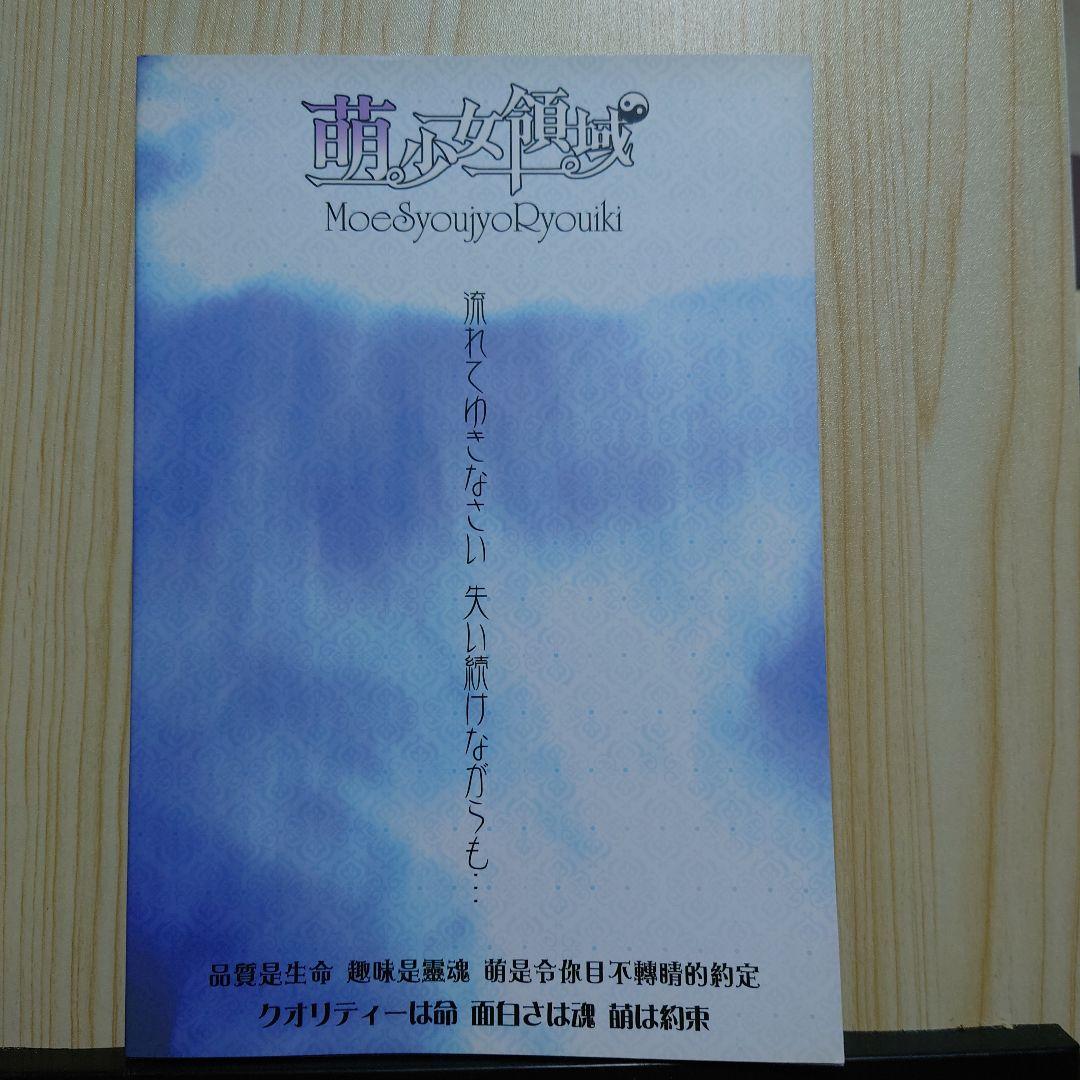 萌少女領域
MoeSyoujyoRyouiki
流れてゆきなさい 失い続けながらも…
品質是生命 趣味是靈魂 萌是令你目不轉睛的約定
クオリティーは命 面白さは魂 萌は約束